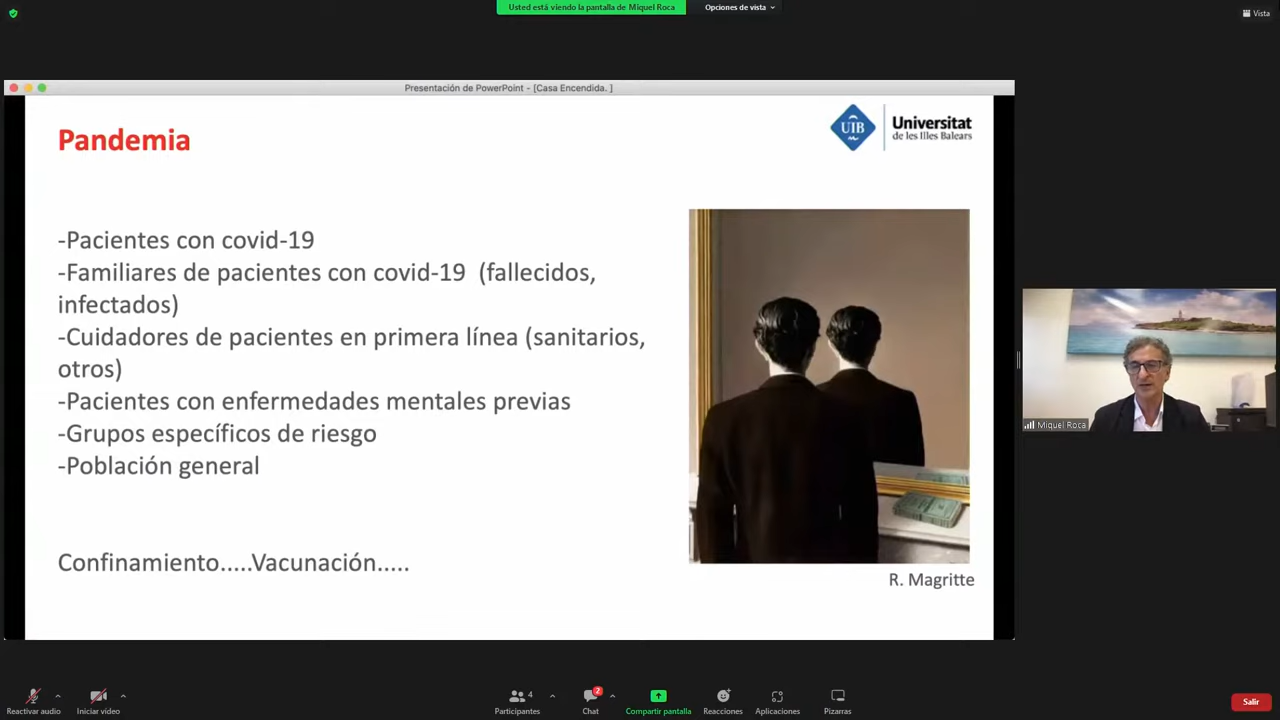 Usted está viendo la pantalla de Miquel Roca
Opciones de vista
Vista
Presentación de PowerPoint - [Casa Encendida. ]
Pandemia
UIB
Universitat
de les Illes Balears
-Pacientes con covid-19
-Familiares de pacientes con covid-19 (fallecidos,
infectados)
-Cuidadores de pacientes en primera línea (sanitarios,
otros)
-Pacientes con enfermedades mentales previas
-Grupos específicos de riesgo
-Población general
Confinamiento.....Vacunación.....
R. Magritte
Miquel Roca
Reactivar audio
Iniciar vídeo
Participantes
4
Chat
2
Compartir pantalla
Reacciones
Aplicaciones
Pizarras
Salir